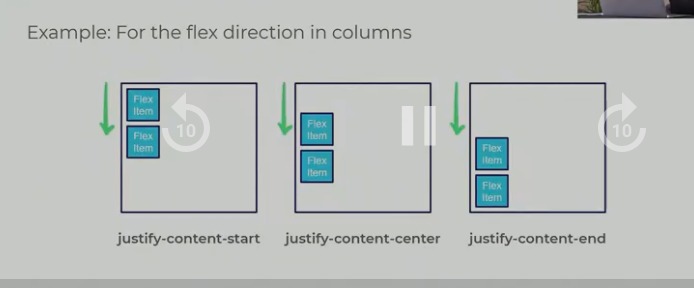 Example: For the flex direction in columns
Flex
Item
Flex
Item
10
Flex
Item
Flex
Item
Flex
Item
Flex
Item
10
justify-content-start
justify-content-center
justify-content-end